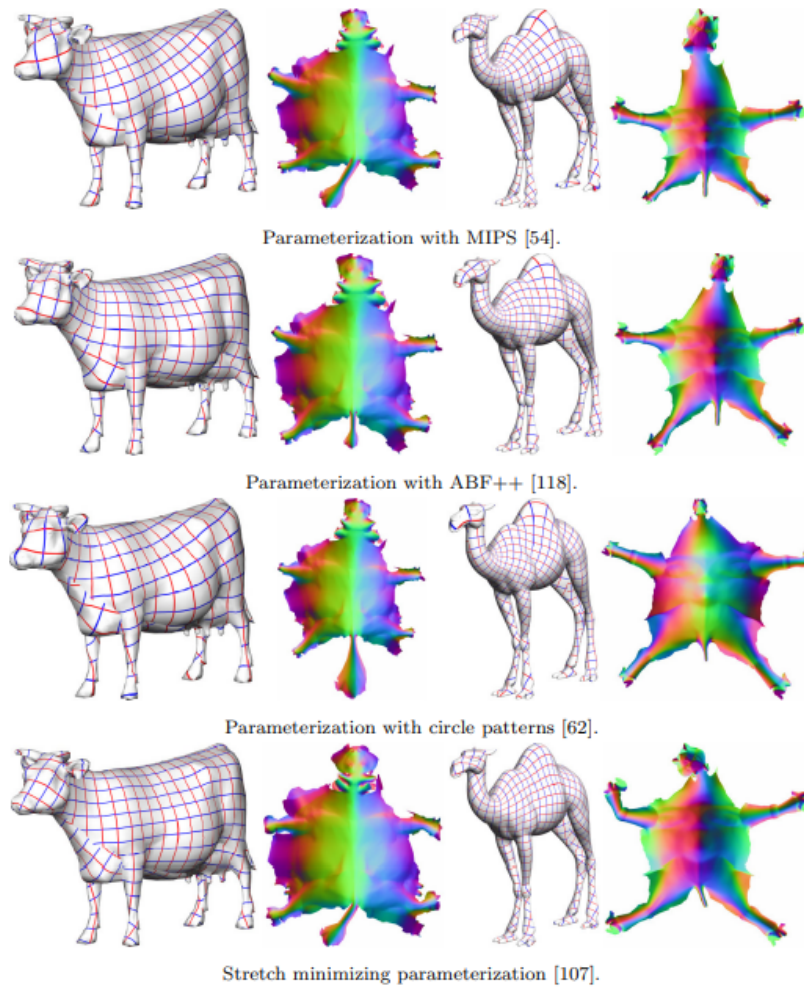 Parameterization with MIPS [54].
Parameterization with ABF++ [118].
Parameterization with circle patterns [62].
Stretch minimizing parameterization [107].